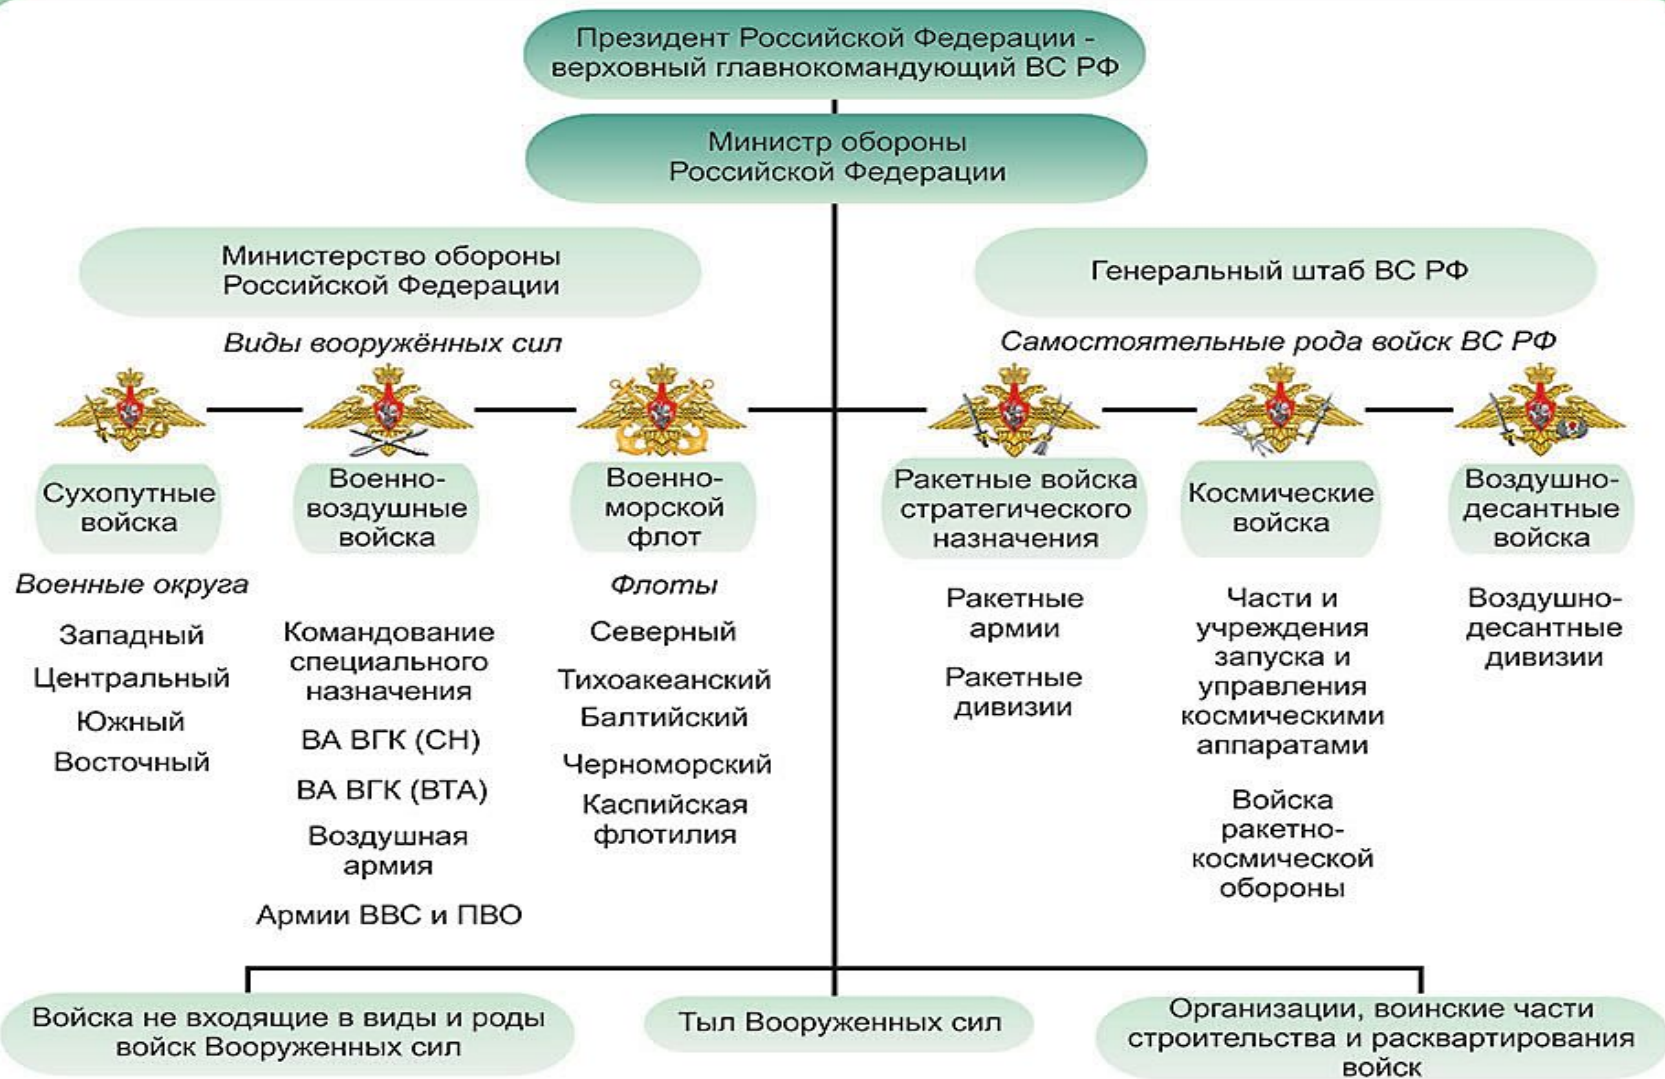 Президент Российской Федерации -
верховный главнокомандующий ВС РФ
Министр обороны
Российской Федерации
Министерство обороны
Российской Федерации
Генеральный штаб ВС РФ
Виды вооружённых сил
Самостоятельные рода войск ВС РФ
Сухопутные
войска
Военные округа
Западный
Центральный
Южный
Восточный
Военно-
воздушные
войска
Командование
специального
назначения
ВА ВГК (СН)
ВА ВГК (ВТА)
Воздушная
армия
Армии ВВС и ПВО
Военно-
морской
флот
Флоты
Северный
Тихоакеанский
Балтийский
Черноморский
Каспийская
флотилия
Ракетные войска
стратегического
назначения
Ракетные
армии
Ракетные
дивизии
Космические
войска
Части и
учреждения
запуска и
управления
космическими
аппаратами
Войска
ракетно-
космической
обороны
Воздушно-
десантные
войска
Воздушно-
десантные
дивизии
Войска не входящие в виды и роды
войск Вооруженных сил
Тыл Вооруженных сил
Организации, воинские части
строительства и расквартирования
войск